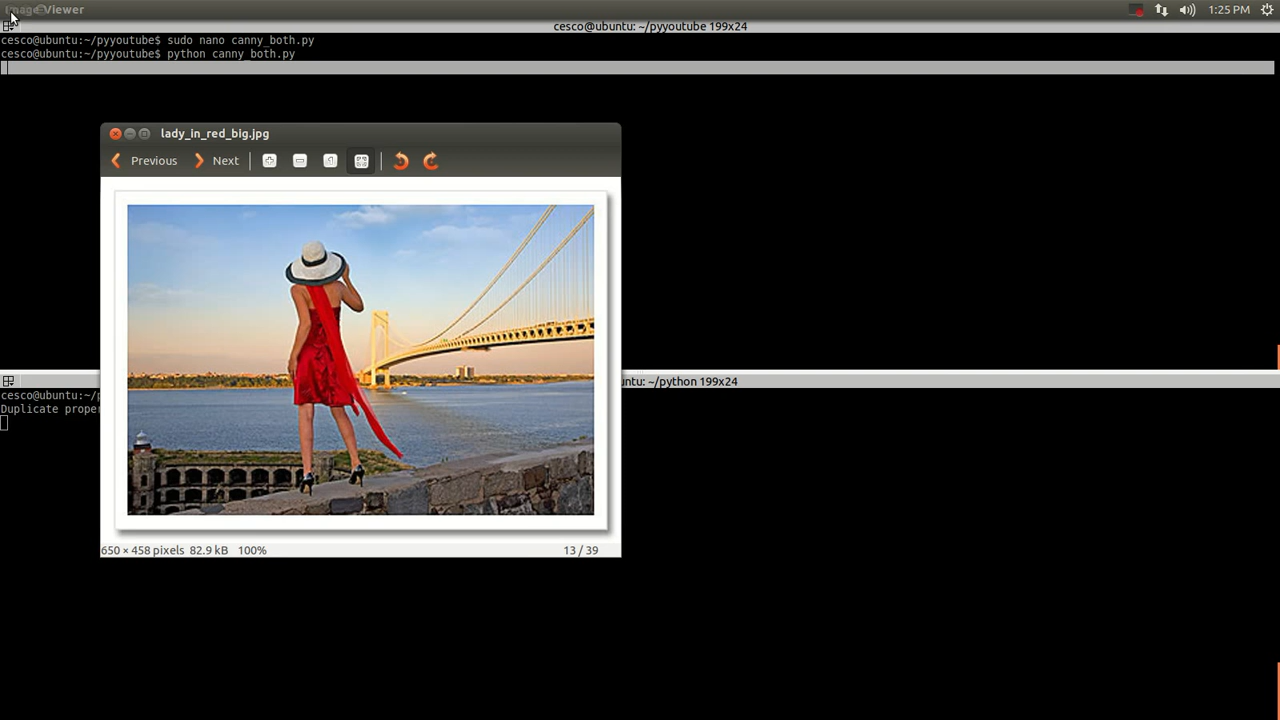 Image Viewer
1:25 PM
cesco@ubuntu: ~/pyyoutube 199x24
cesco@ubuntu:~/pyyoutube$ sudo nano canny_both.py
cesco@ubuntu:~/pyyoutube$ python canny_both.py
lady_in_red_big.jpg
Previous
Next
untu: ~/python 199x24
cesco@ubuntu:~/p
Duplicate proper
650 × 458 pixels 82.9 kB 100%
13 / 39